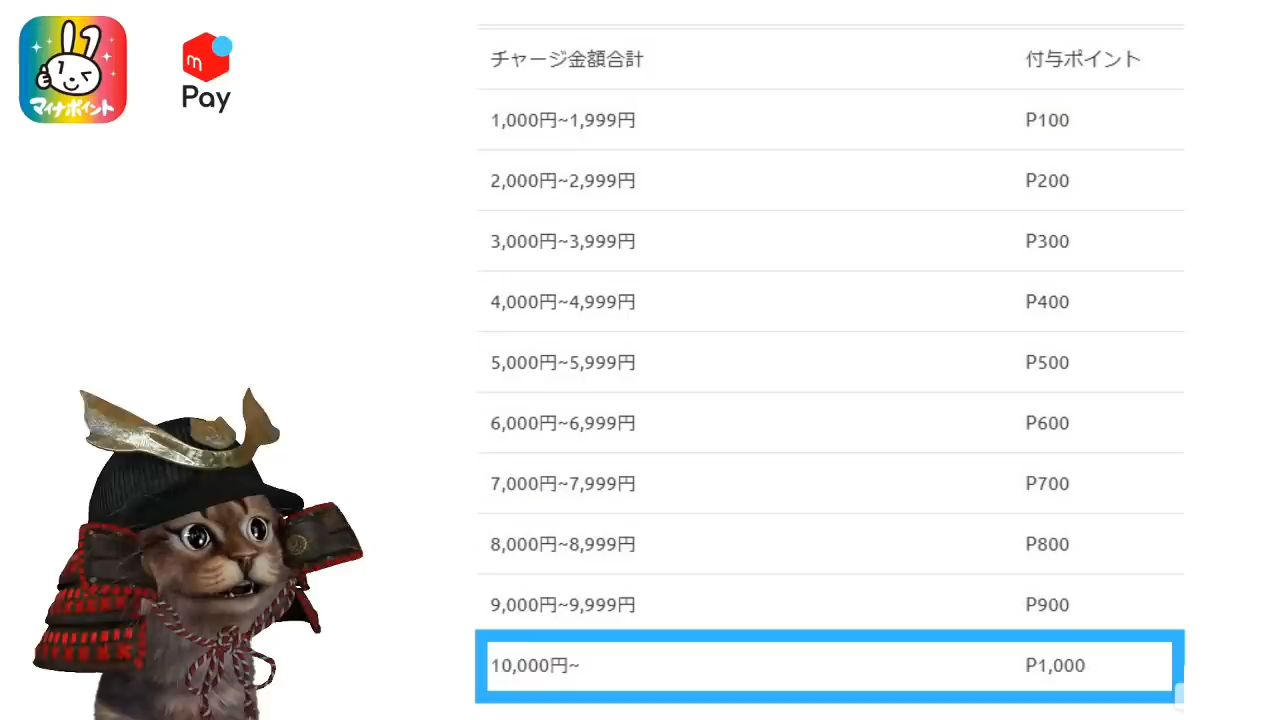 マイナポイント
m
Pay
チャージ金額合計 付与ポイント
1,000円~1,999円 P100
2,000円~2,999円 P200
3,000円~3,999円 P300
4,000円~4,999円 P400
5,000円~5,999円 P500
6,000円~6,999円 P600
7,000円~7,999円 P700
8,000円~8,999円 P800
9,000円~9,999円 P900
10,000円~ P1,000